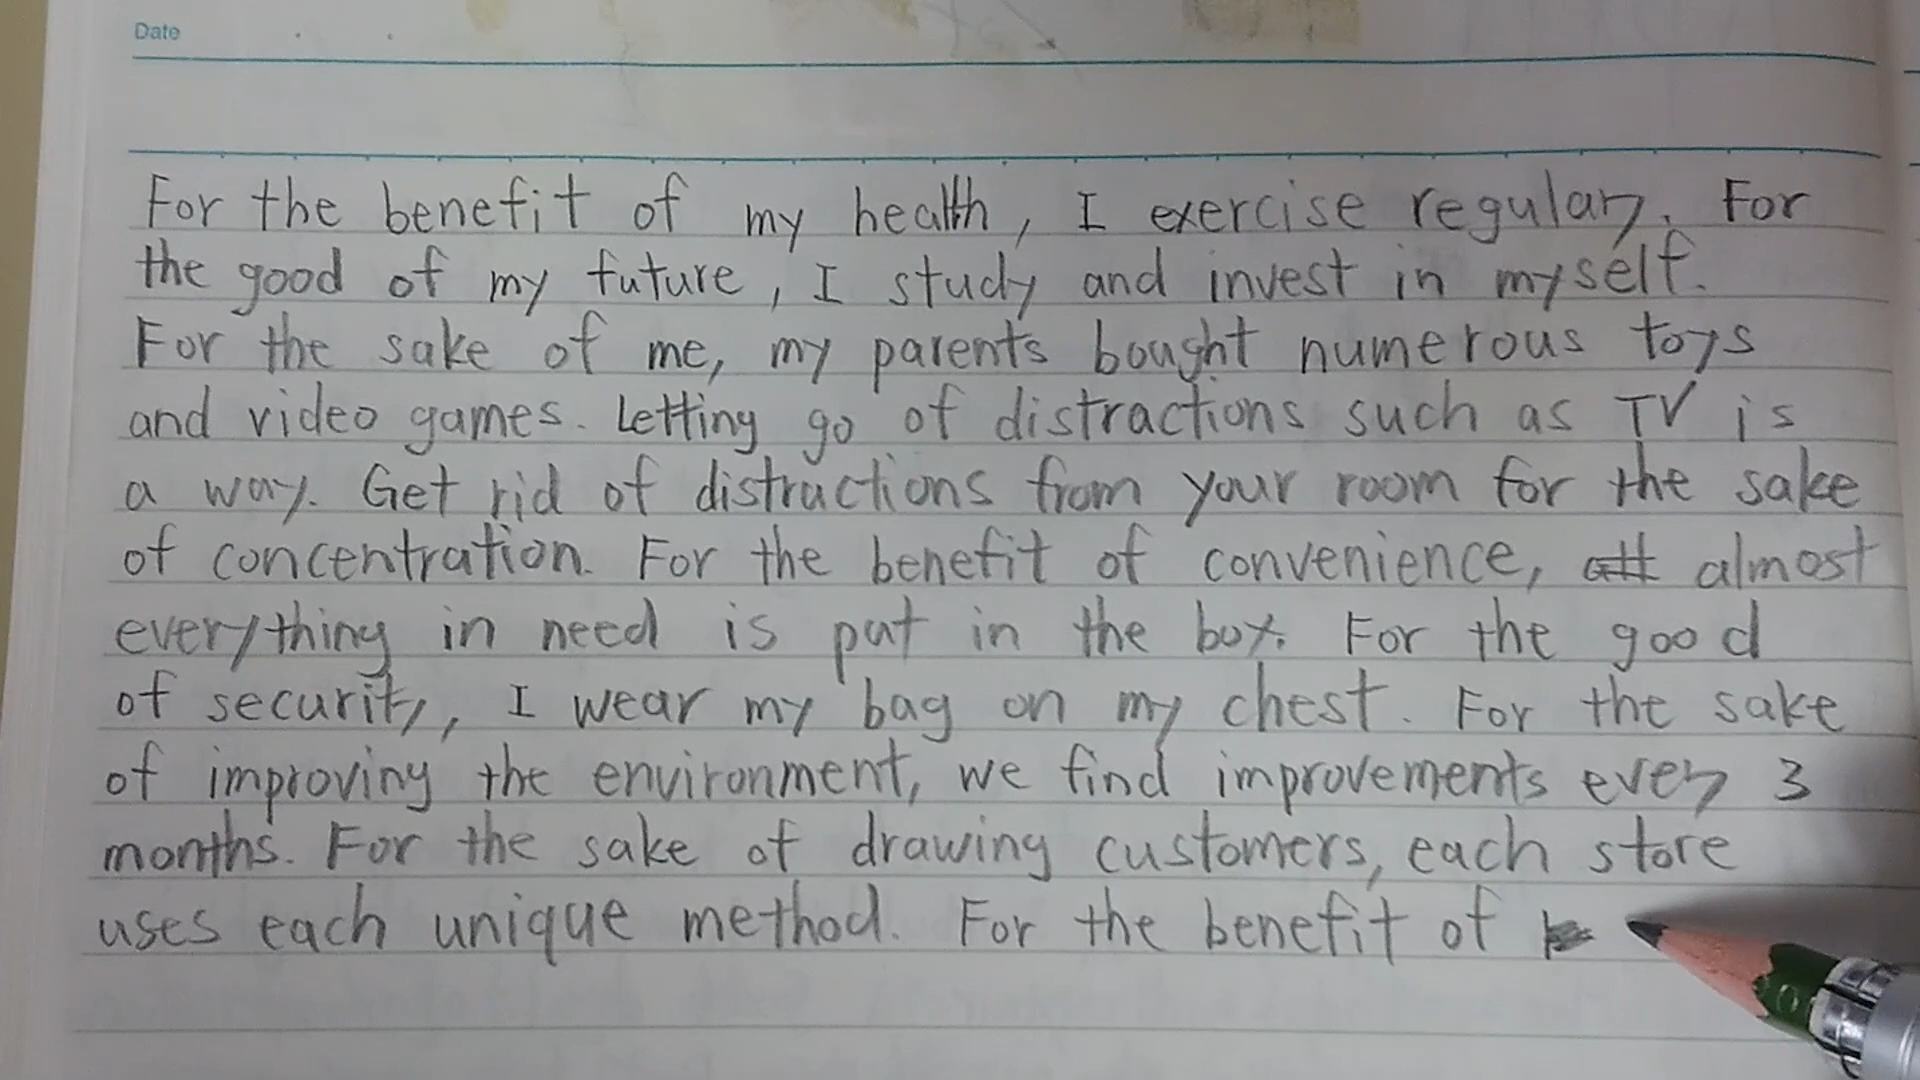 Date
For the benefit of my health, I exercise regulary. For
the good of my future, I study and invest in myself.
For the sake of me, my parents bought numerous toys
and video games. Letting go of distractions such as TV is
a way. Get rid of distractions from your room for the sake
of concentration. For the benefit of convenience, almost
everything in need is put in the box. For the good
of security, I wear my bag on my chest. For the sake
of improving the environment, we find improvements every 3
months. For the sake of drawing customers, each store
uses each unique method. For the benefit of